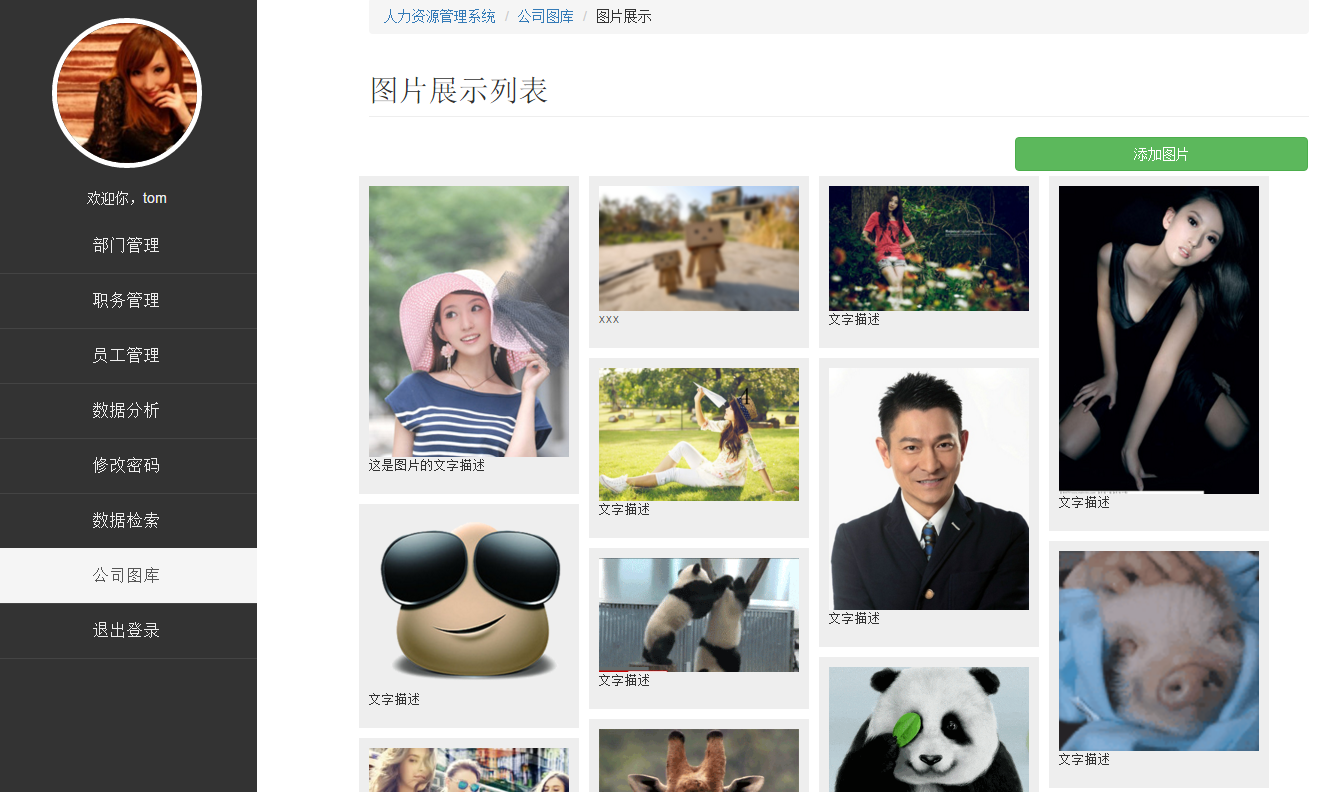 人力资源管理系统 / 公司图库 / 图片展示
欢迎你，tom
部门管理
职务管理
员工管理
数据分析
修改密码
数据检索
公司图库
退出登录
图片展示列表
添加图片
这是图片的文字描述
文字描述
xxx
文字描述
文字描述
文字描述
文字描述
文字描述
文字描述